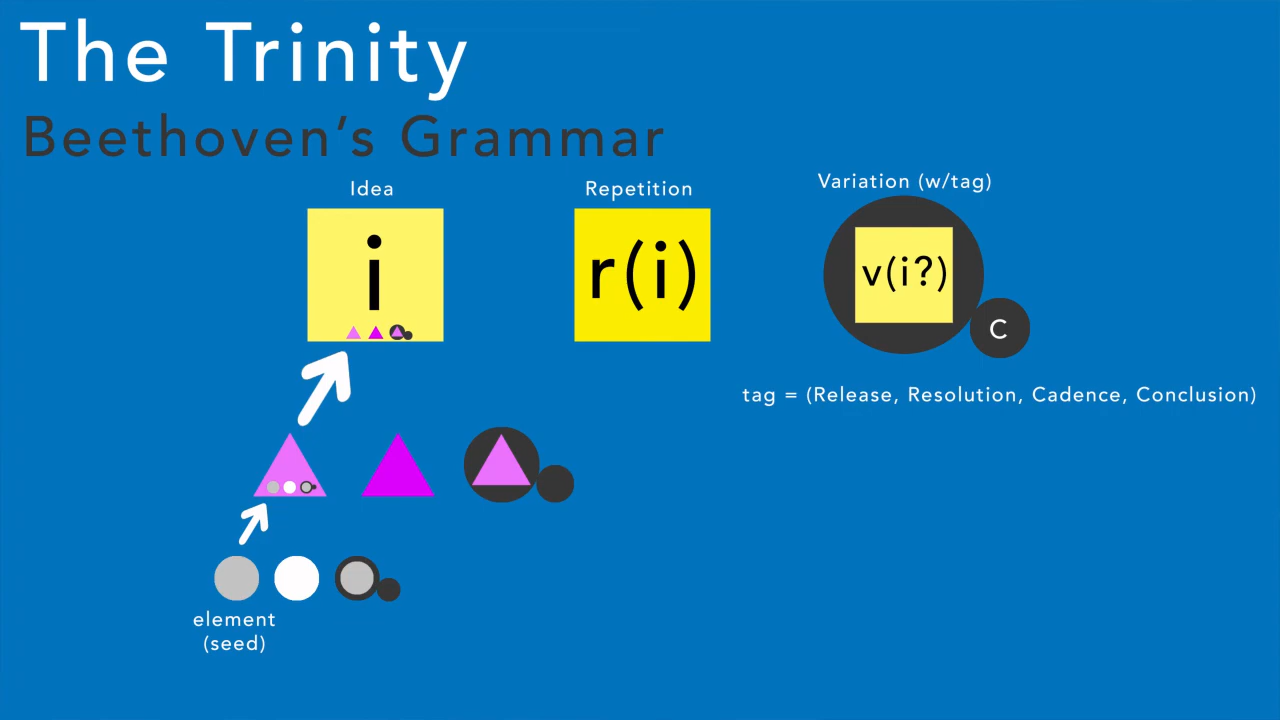 The Trinity
Beethoven's Grammar
Idea
Repetition
Variation (w/tag)
i
r(i)
v(i?)
C
tag = (Release, Resolution, Cadence, Conclusion)
element
(seed)